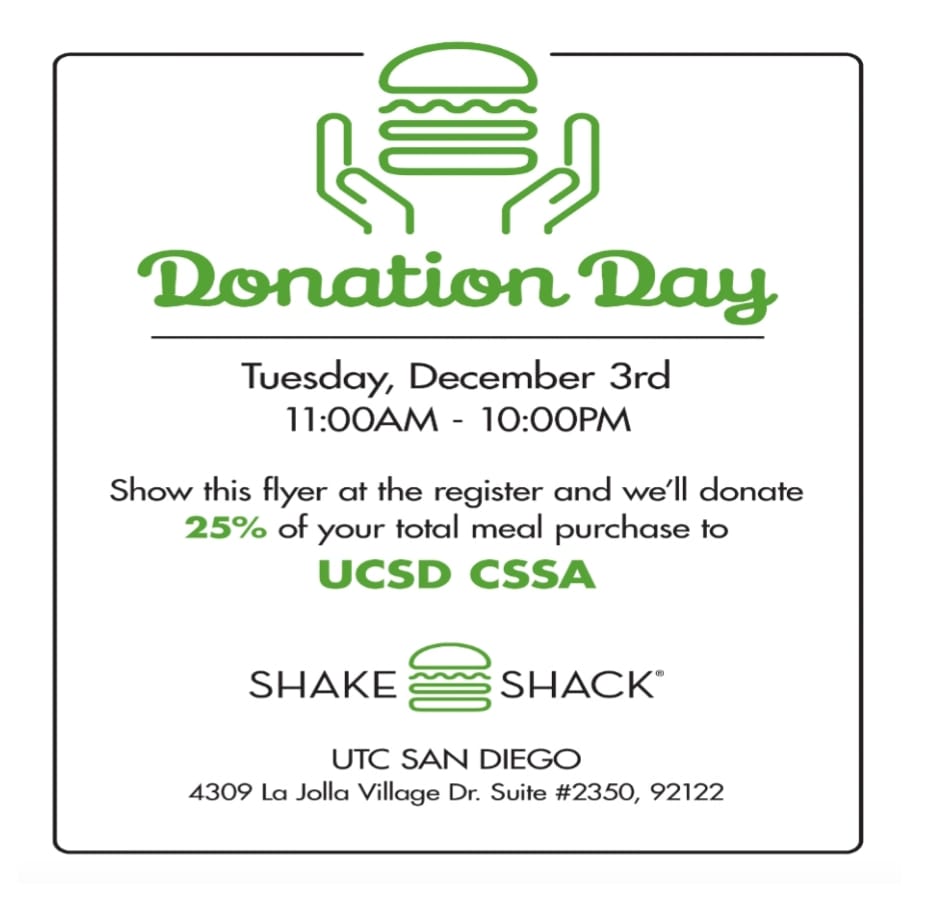 Donation Day
Tuesday, December 3rd
11:00AM - 10:00PM
Show this flyer at the register and we'll donate
25% of your total meal purchase to
UCSD CSSA
SHAKE SHACK®
UTC SAN DIEGO
4309 La Jolla Village Dr. Suite #2350, 92122